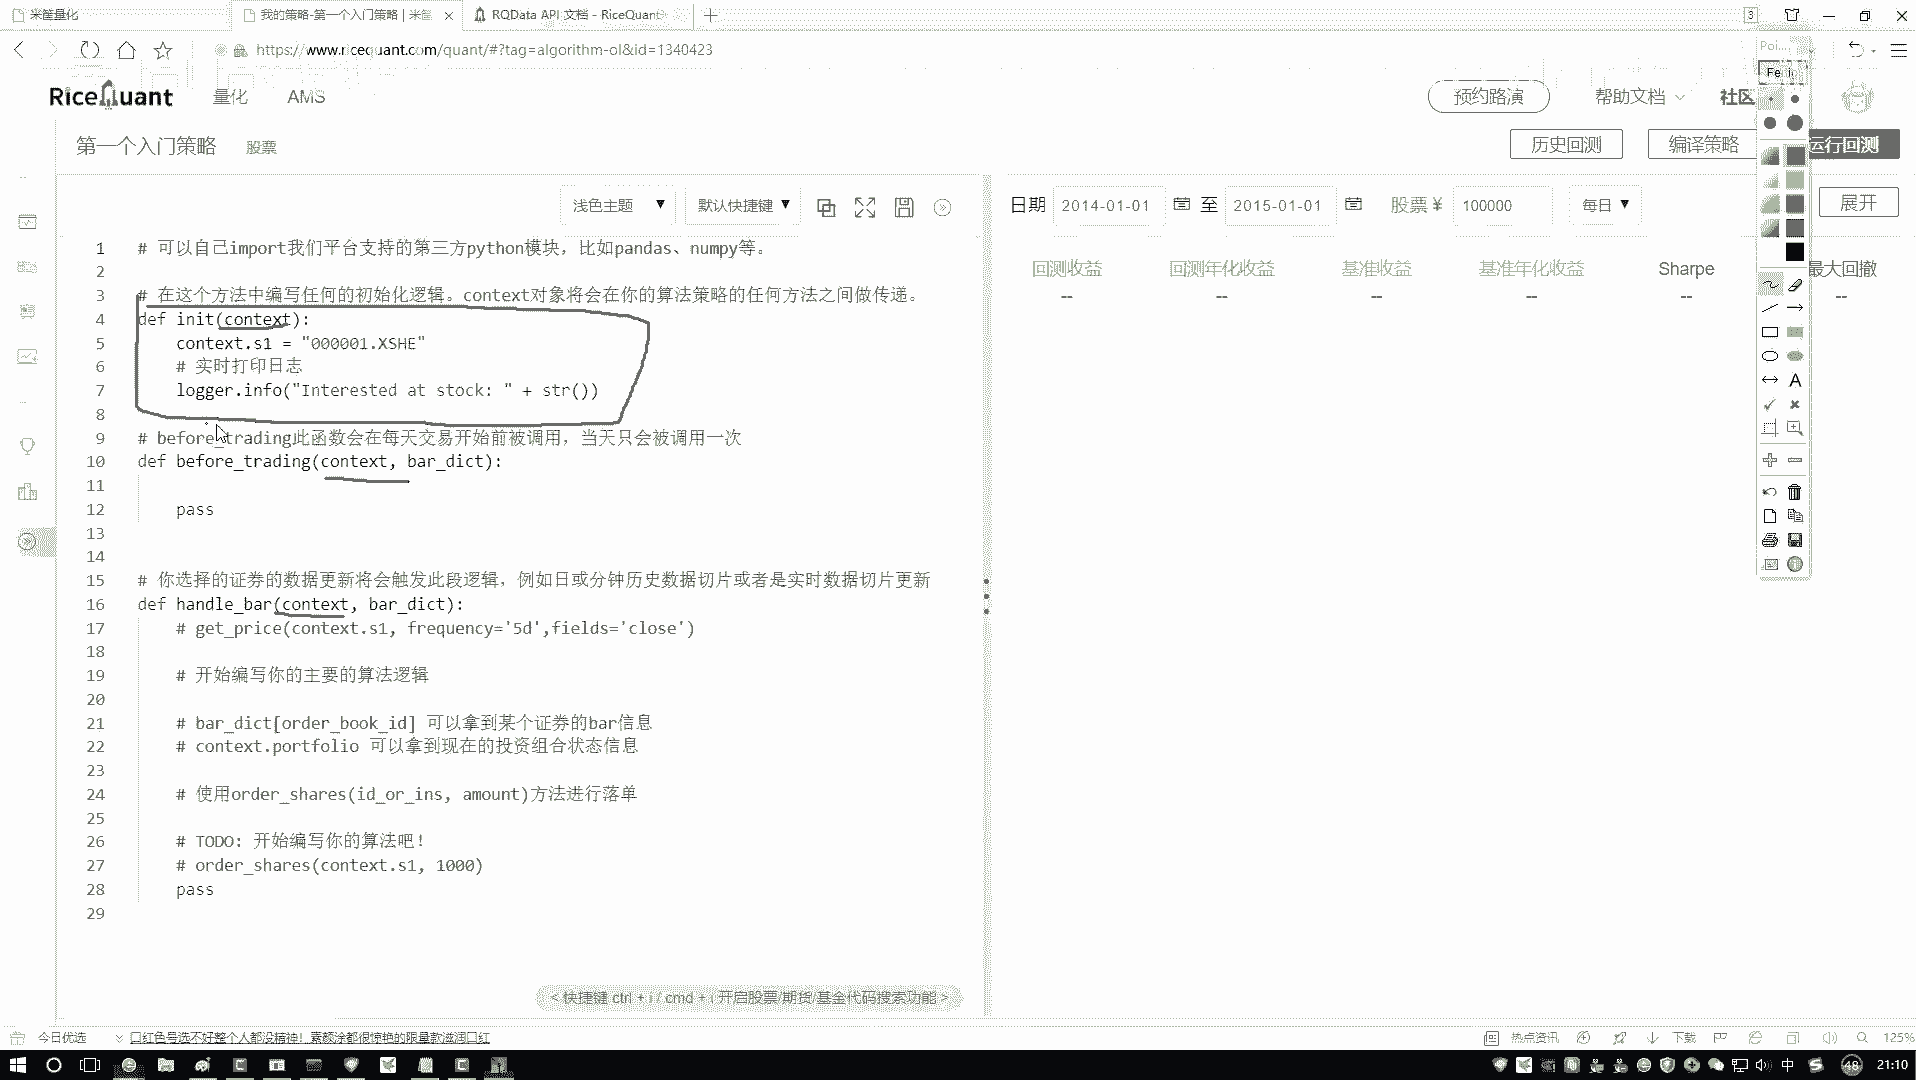 米筐量化
我的策略-第一个入门策略 | 米筐
RQData API 文档 - RiceQuant
3
https://www.ricequant.com/quant/#?tag=algorithm-ol&id=1340423
RiceQuant
量化
AMS
预约路演
帮助文档
社区
第一个入门策略
股票
历史回测
编译策略
运行回测
浅色主题
默认快捷键
日期
2014-01-01
至
2015-01-01
股票 ¥
100000
每日
展开
回测收益
回测年化收益
基准收益
基准年化收益
Sharpe
最大回撤
--
--
--
--
--
--
1 # 可以自己import我们平台支持的第三方python模块，比如pandas、numpy等。
2
3 # 在这个方法中编写任何的初始化逻辑。context对象将会在你的算法策略的任何方法之间做传递。
4 def init(context):
5 context.s1 = "000001.XSHE"
6 # 实时打印日志
7 logger.info("Interested at stock: " + str())
8
9 # before_trading此函数会在每天交易开始前被调用，当天只会被调用一次
10 def before_trading(context, bar_dict):
11
12 pass
13
14
15 # 你选择的证券的数据更新将会触发此段逻辑，例如日或分钟历史数据切片或者是实时数据切片更新
16 def handle_bar(context, bar_dict):
17 # get_price(context.s1, frequency='5d',fields='close')
18
19 # 开始编写你的主要的算法逻辑
20
21 # bar_dict[order_book_id] 可以拿到某个证券的bar信息
22 # context.portfolio 可以拿到现在的投资组合状态信息
23
24 # 使用order_shares(id_or_ins, amount)方法进行落单
25
26 # TODO: 开始编写你的算法吧！
27 # order_shares(context.s1, 1000)
28 pass
29
< 快捷键 ctrl + i / cmd + i 开启股票/期货/基金代码搜索功能 >
今日优选
口红色号选不好整个人都没精神！素颜涂都很惊艳的限量款滋润口红
热点资讯
下载
125%
中
48
21:10